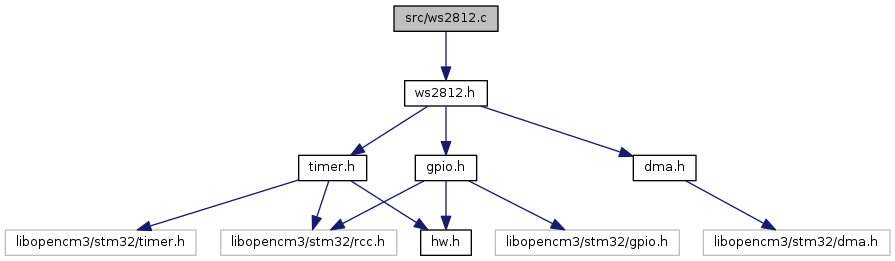 src/ws2812.c
ws2812.h
timer.h
gpio.h
dma.h
libopencm3/stm32/timer.h
libopencm3/stm32/rcc.h
hw.h
libopencm3/stm32/gpio.h
libopencm3/stm32/dma.h